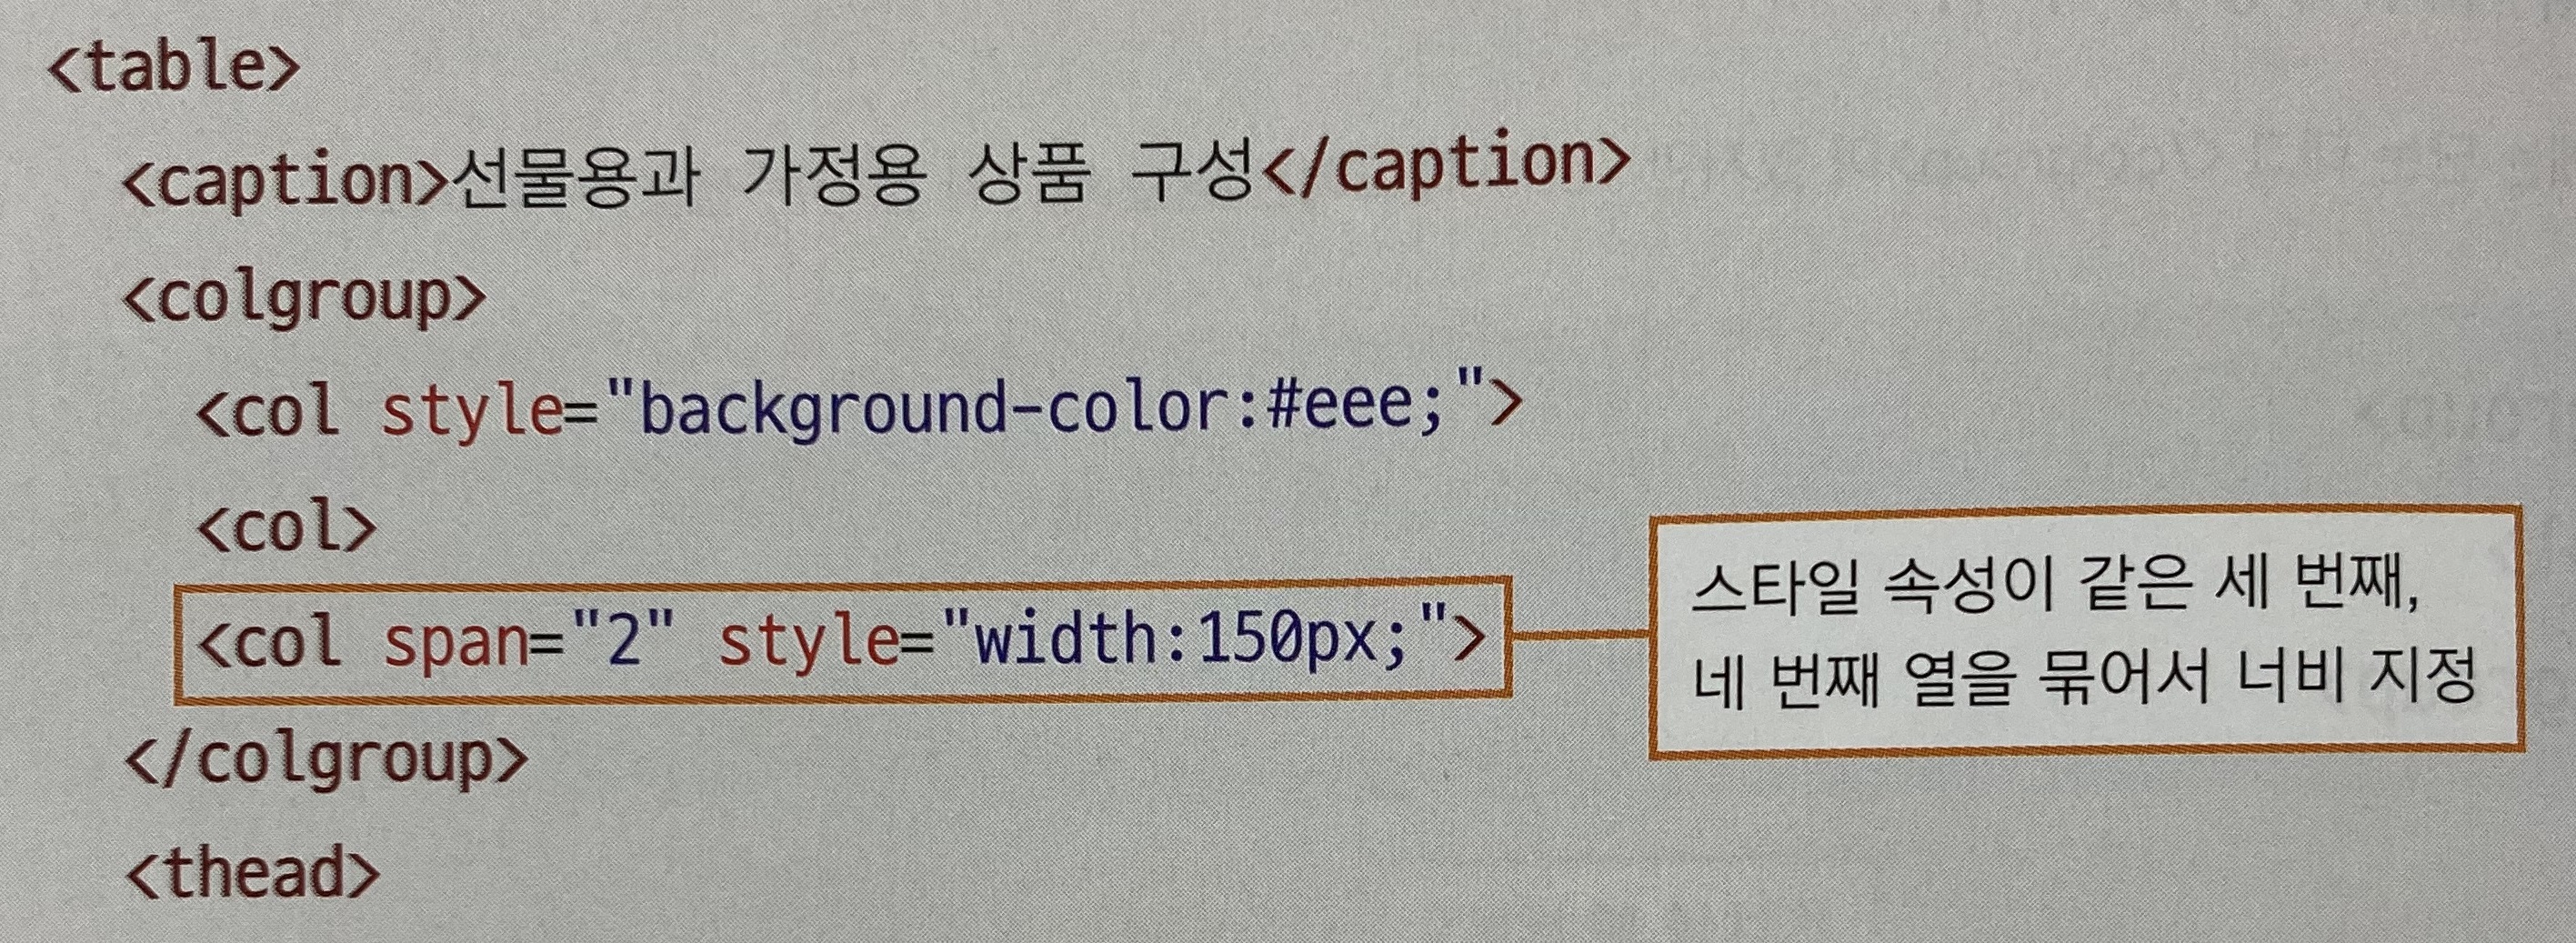 <table>
<caption>선물용과 가정용 상품 구성</caption>
<colgroup>
<col style="background-color:#eee;">
<col>
<col span="2" style="width:150px;">
스타일 속성이 같은 세 번째,
네 번째 열을 묶어서 너비 지정
</colgroup>
<thead>